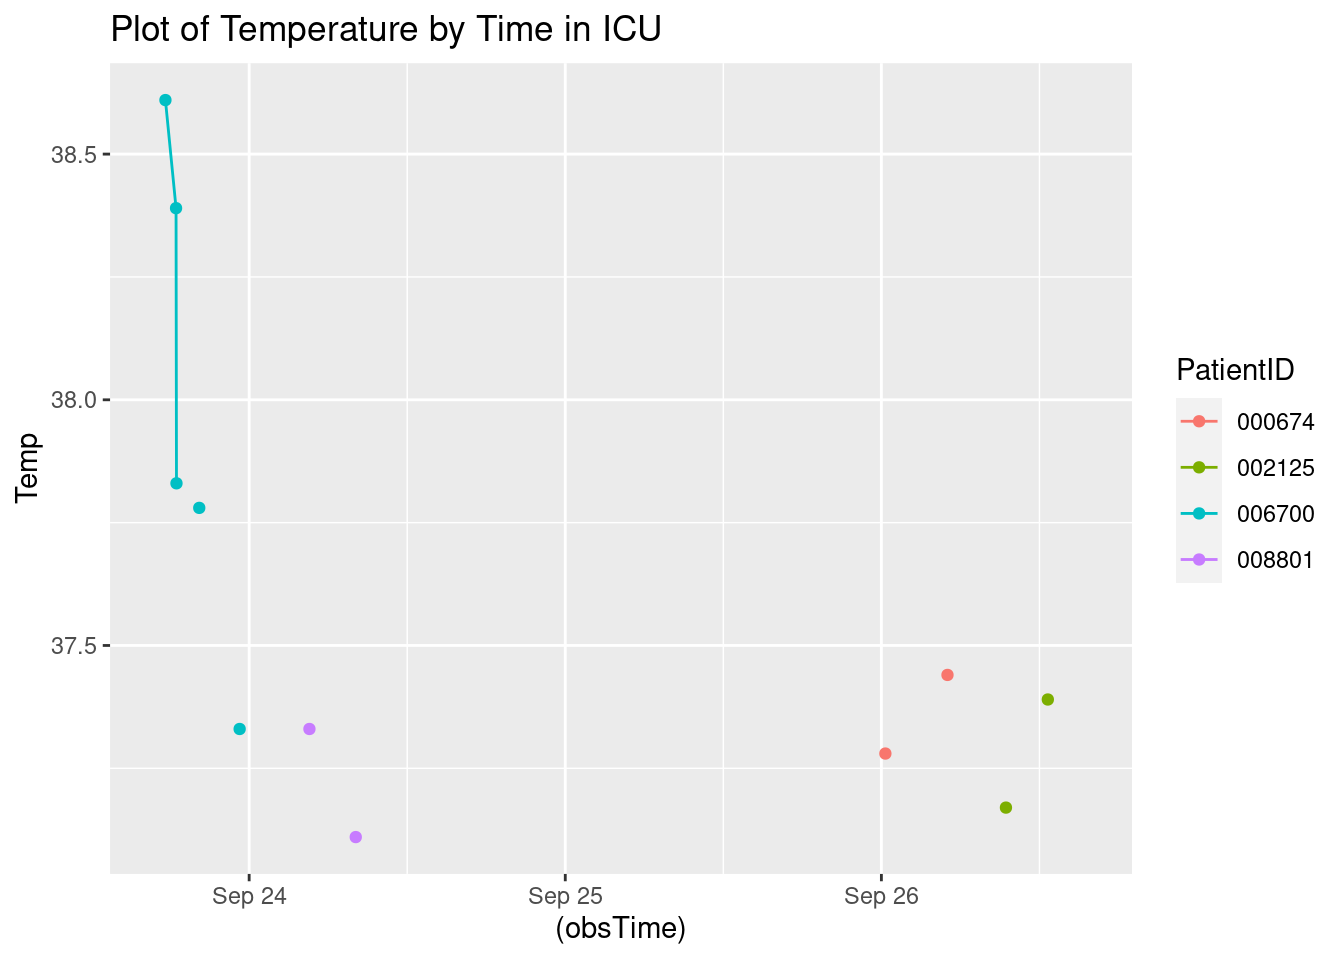 Plot of Temperature by Time in ICU
38.5
38.0
37.5
Temp
Sep 24
Sep 25
Sep 26
(obsTime)
PatientID
000674
002125
006700
008801